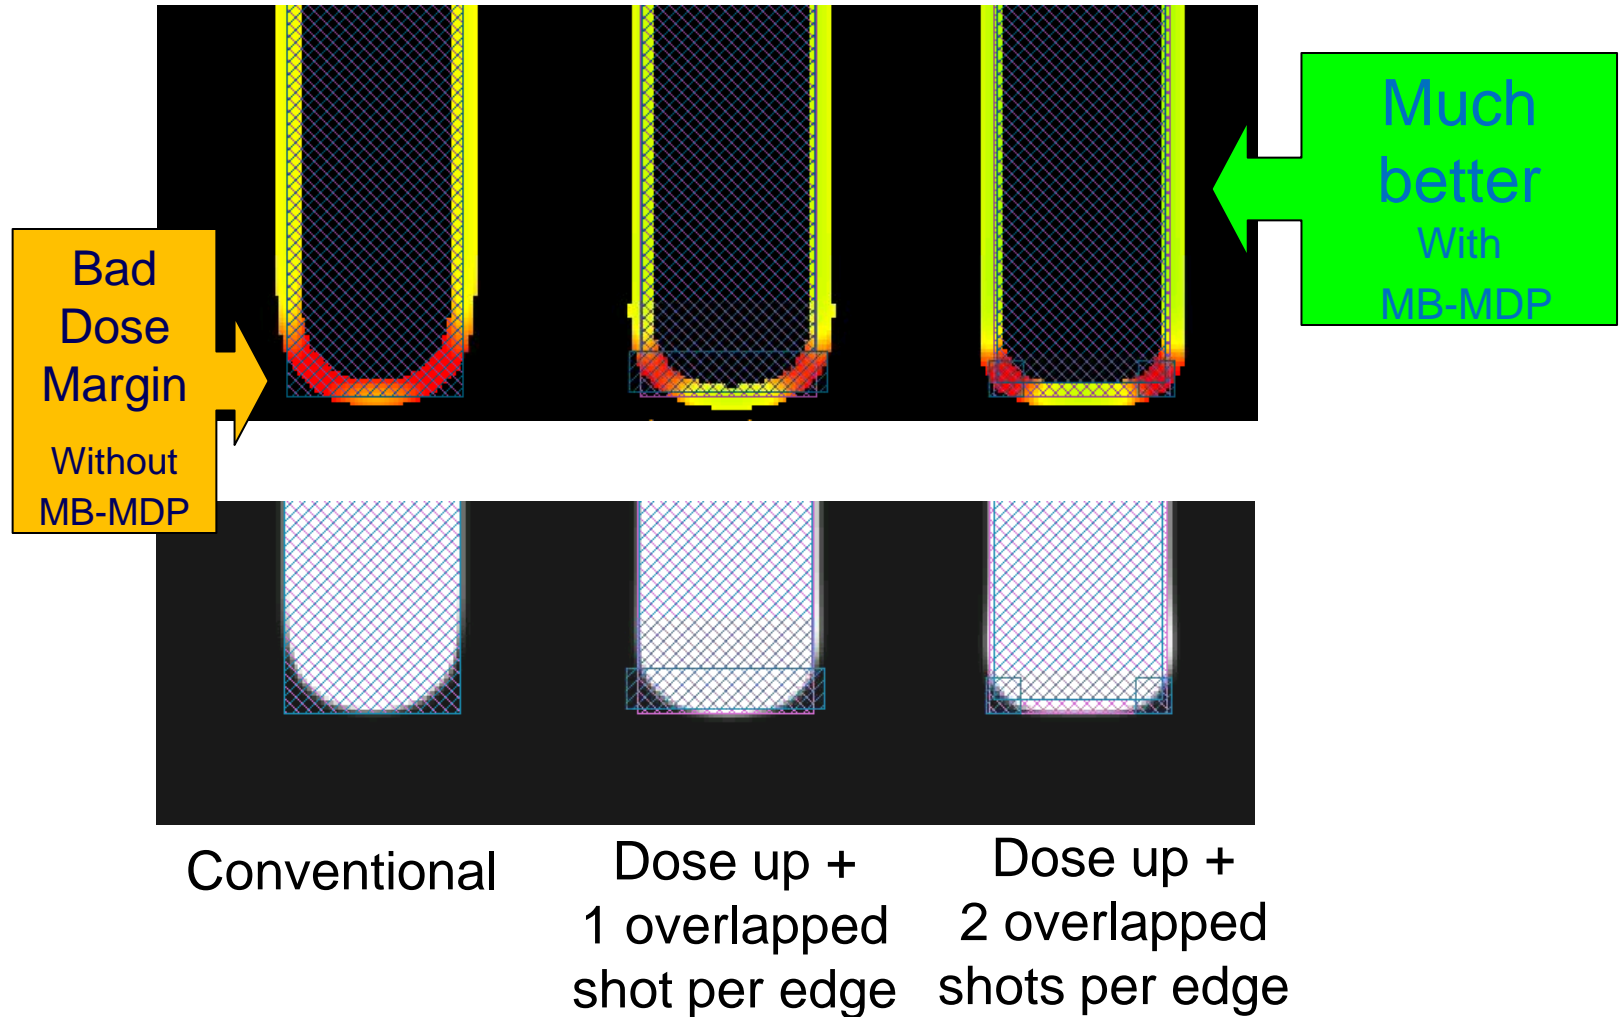 Much
better
With
MB-MDP
Bad
Dose
Margin
Without
MB-MDP
Conventional
Dose up +
1 overlapped
shot per edge
Dose up +
2 overlapped
shots per edge